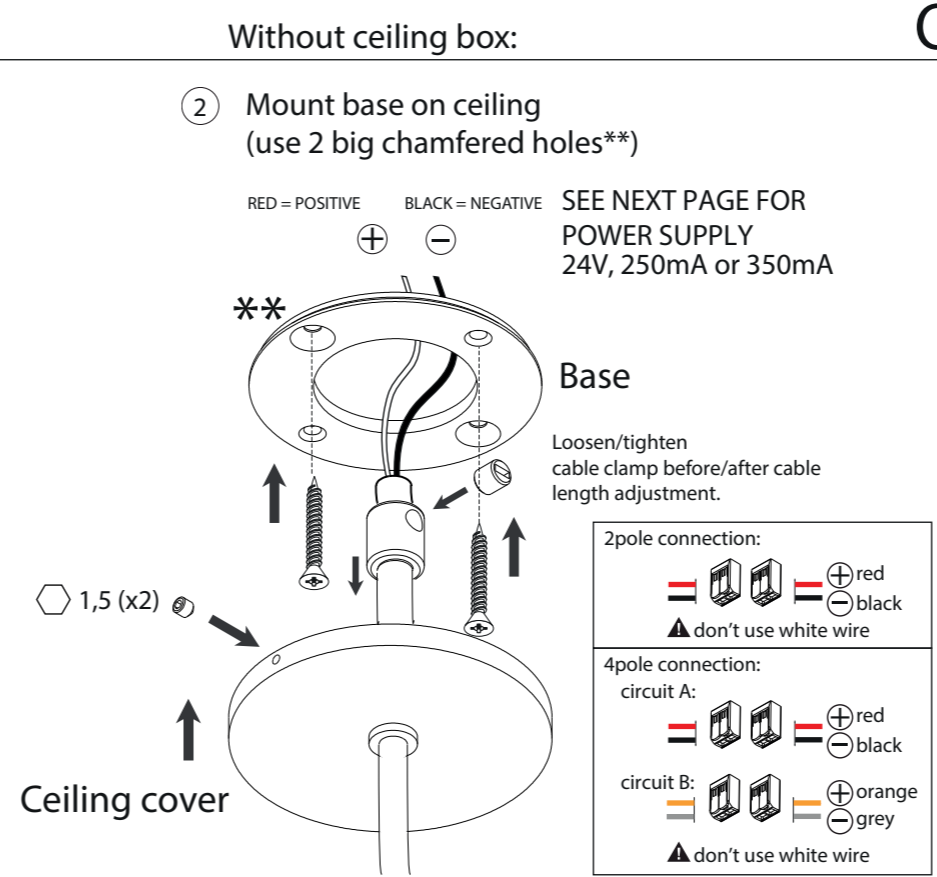 Without ceiling box:
C
2 Mount base on ceiling
(use 2 big chamfered holes**)
RED = POSITIVE BLACK = NEGATIVE
+ −
SEE NEXT PAGE FOR
POWER SUPPLY
24V, 250mA or 350mA
**
Base
Loosen/tighten
cable clamp before/after cable
length adjustment.
1,5 (x2)
Ceiling cover
2pole connection:
+ red
− black
don’t use white wire
4pole connection:
circuit A:
+ red
− black
circuit B:
+ orange
− grey
don’t use white wire